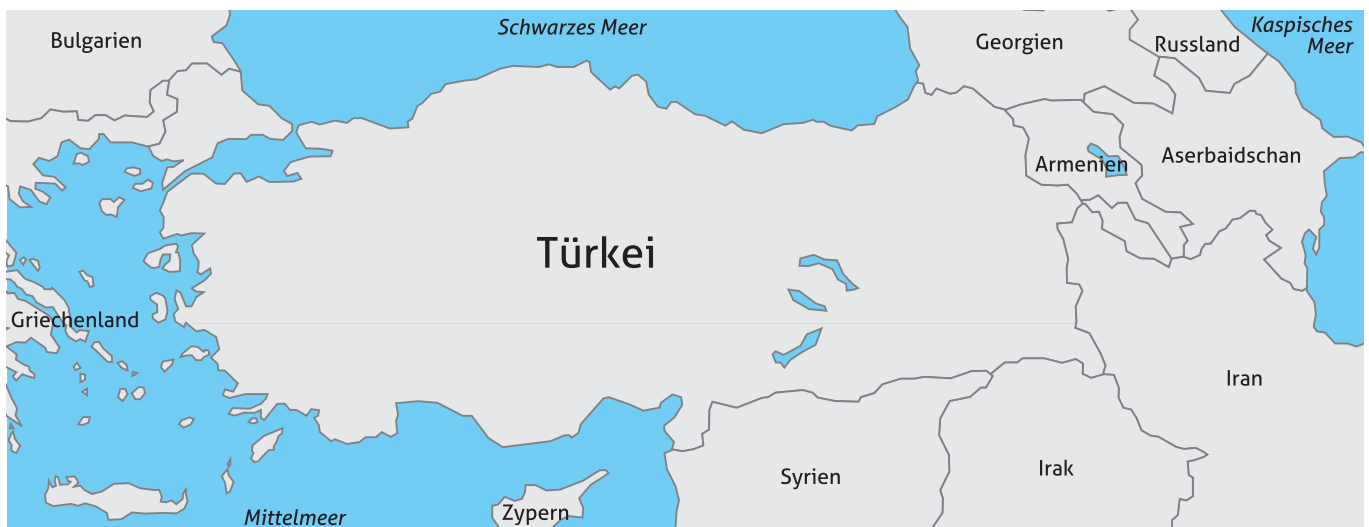 Bulgarien
Schwarzes Meer
Georgien
Russland
Kaspisches
Meer
Armenien
Aserbaidschan
Türkei
Griechenland
Iran
Syrien
Irak
Zypern
Mittelmeer